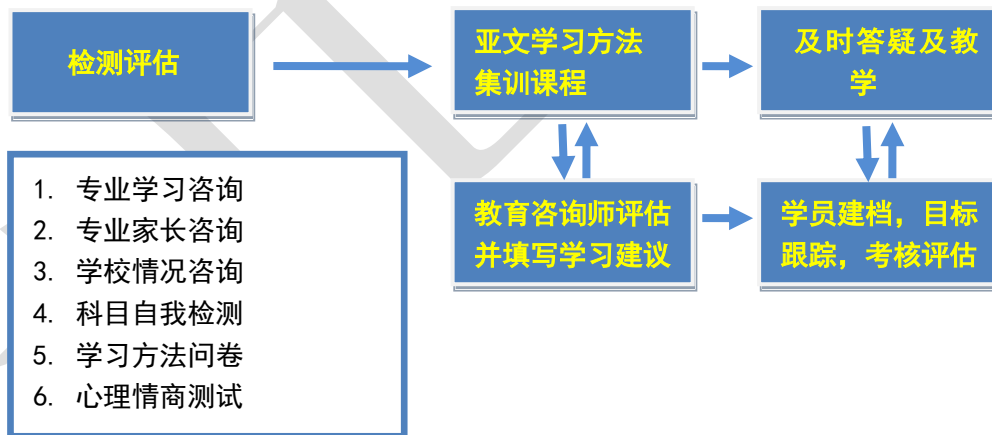 检测评估
亚文学习方法
集训课程
及时答疑及教
学
1. 专业学习咨询
2. 专业家长咨询
3. 学校情况咨询
4. 科目自我检测
5. 学习方法问卷
6. 心理情商测试
教育咨询师评估
并填写学习建议
学员建档，目标
跟踪，考核评估